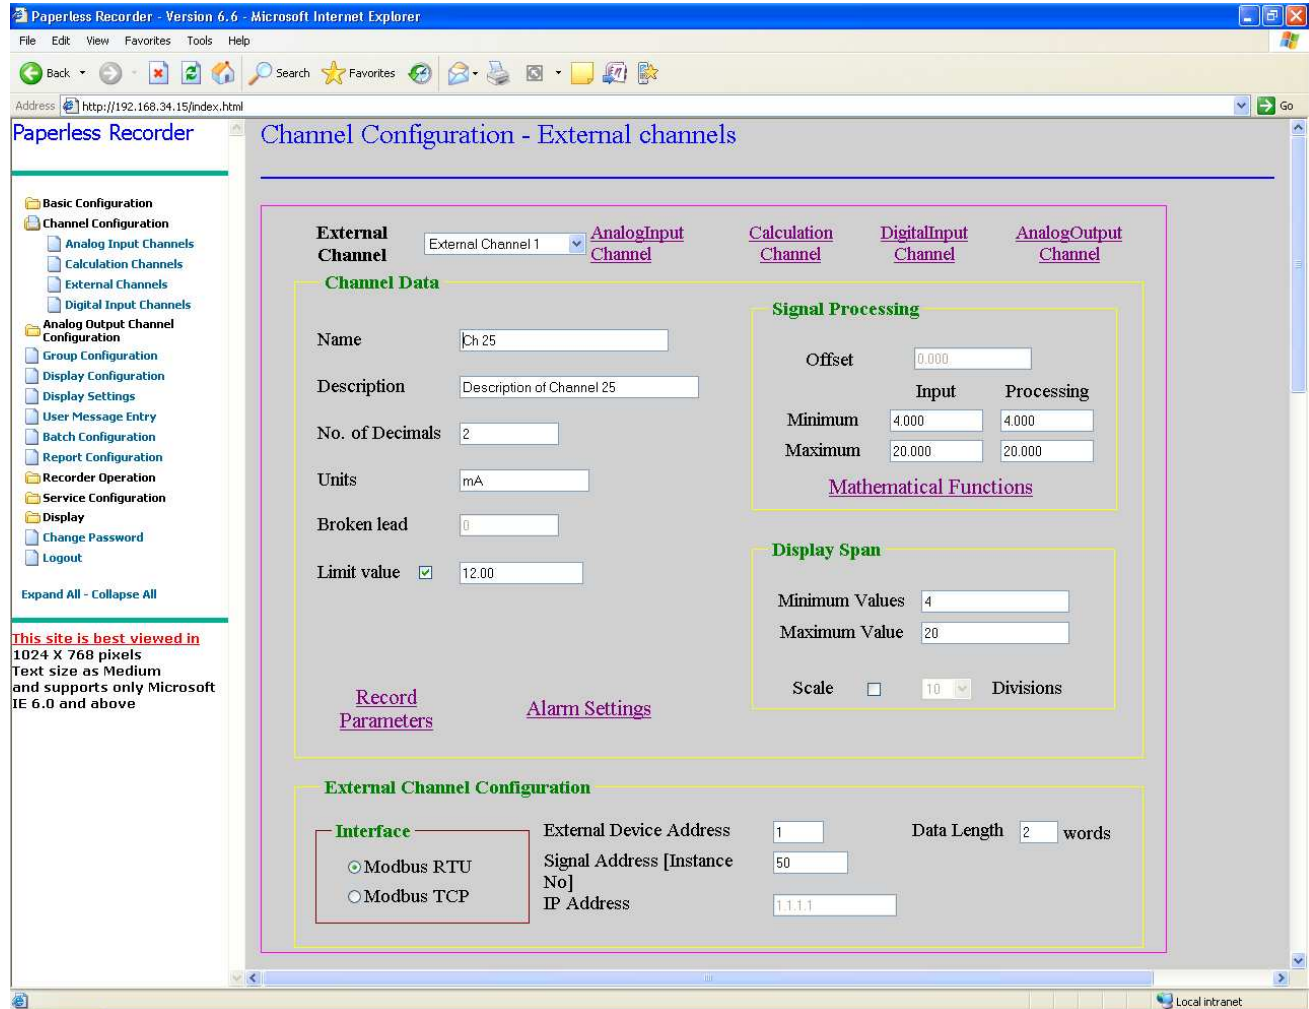 Paperless Recorder - Version 6.6 - Microsoft Internet Explorer
File Edit View Favorites Tools Help
Back Search Favorites
Address http://192.168.34.15/index.html Go
Paperless Recorder
Basic Configuration
Channel Configuration
Analog Input Channels
Calculation Channels
External Channels
Digital Input Channels
Analog Output Channel
Configuration
Group Configuration
Display Configuration
Display Settings
User Message Entry
Batch Configuration
Report Configuration
Recorder Operation
Service Configuration
Display
Change Password
Logout
Expand All - Collapse All
This site is best viewed in
1024 X 768 pixels
Text size as Medium
and supports only Microsoft
IE 6.0 and above
Channel Configuration - External channels
External
Channel
External Channel 1
AnalogInput
Channel
Calculation
Channel
DigitalInput
Channel
AnalogOutput
Channel
Channel Data
Name Ch 25
Description Description of Channel 25
No. of Decimals 2
Units mA
Broken lead 0
Limit value 12.00
Record
Parameters
Alarm Settings
Signal Processing
Offset 0.000
Input Processing
Minimum 4.000 4.000
Maximum 20.000 20.000
Mathematical Functions
Display Span
Minimum Values 4
Maximum Value 20
Scale 10 Divisions
External Channel Configuration
Interface
Modbus RTU
Modbus TCP
External Device Address 1 Data Length 2 words
Signal Address [Instance
No]
50
IP Address 1.1.1.1
Local intranet